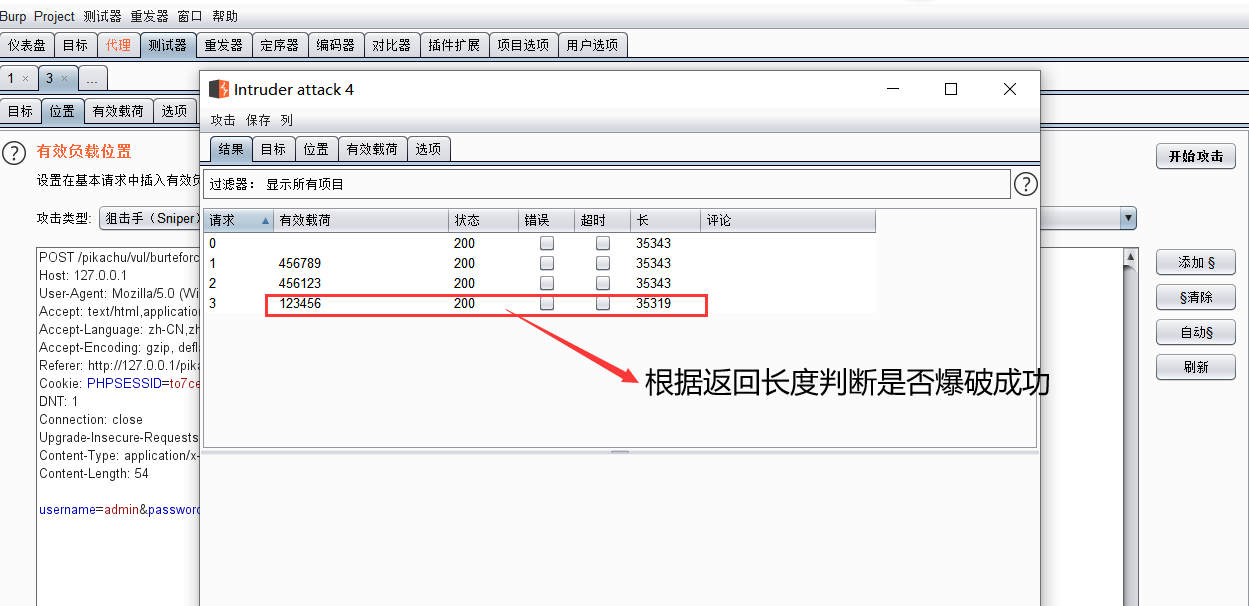 Burp Project 测试器 重发器 窗口 帮助
仪表盘 目标 代理 测试器 重发器 定序器 编码器 对比器 插件扩展 项目选项 用户选项
1 × 3 × ...
目标 位置 有效载荷 选项
Intruder attack 4
攻击 保存 列
结果 目标 位置 有效载荷 选项
? 有效负载位置
开始攻击
设置在基本请求中插入有效负
过滤器： 显示所有项目 ?
攻击类型: 狙击手（Sniper）
请求 有效载荷 状态 错误 超时 长 评论
0 200 35343
1 456789 200 35343
2 456123 200 35343
3 123456 200 35319
根据返回长度判断是否爆破成功
POST /pikachu/vul/burteforc
Host: 127.0.0.1
User-Agent: Mozilla/5.0 (Wi
Accept: text/html,application
Accept-Language: zh-CN,zh
Accept-Encoding: gzip, defla
Referer: http://127.0.0.1/pika
Cookie: PHPSESSID=to7ce
DNT: 1
Connection: close
Upgrade-Insecure-Requests
Content-Type: application/x-
Content-Length: 54
username=admin&password
添加 §
§清除
自动§
刷新